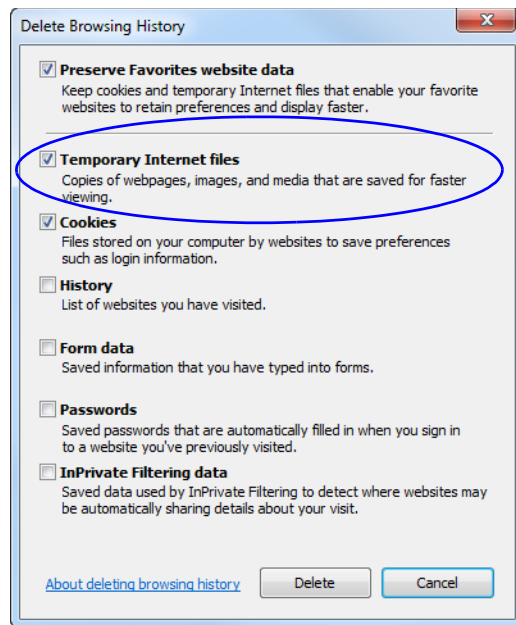 Delete Browsing History
Preserve Favorites website data
Keep cookies and temporary Internet files that enable your favorite
websites to retain preferences and display faster.
Temporary Internet files
Copies of webpages, images, and media that are saved for faster
viewing.
Cookies
Files stored on your computer by websites to save preferences
such as login information.
History
List of websites you have visited.
Form data
Saved information that you have typed into forms.
Passwords
Saved passwords that are automatically filled in when you sign in
to a website you've previously visited.
InPrivate Filtering data
Saved data used by InPrivate Filtering to detect where websites may
be automatically sharing details about your visit.
About deleting browsing history Delete Cancel